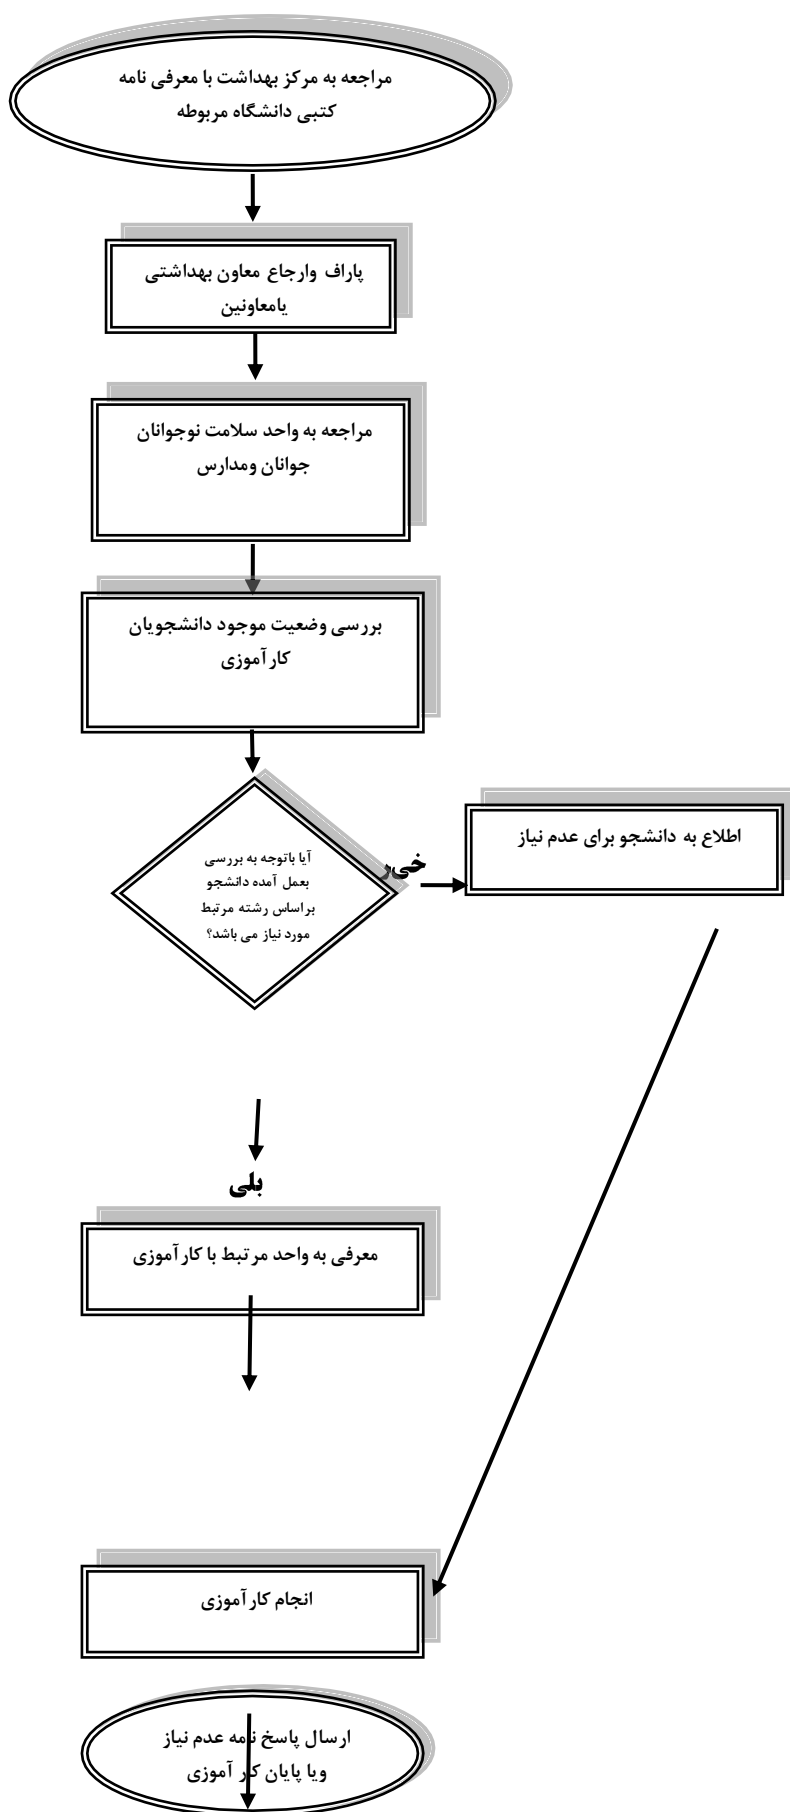 مراجعه به مرکز بهداشت با معرفی نامه
کتبی دانشگاه مربوطه
پاراف وارجاع معاون بهداشتی
یامعاونین
مراجعه به واحد سلامت نوجوانان
جوانان ومدارس
بررسی وضعیت موجود دانشجویان
کارآموزی
آیا باتوجه به بررسی
بعمل آمده دانشجو
براساس رشته مرتبط
مورد نیاز می باشد؟
خیر
اطلاع به دانشجو برای عدم نیاز
بلی
معرفی به واحد مرتبط با کارآموزی
انجام کارآموزی
ارسال پاسخ نامه عدم نیاز
ویا پایان کار آموزی